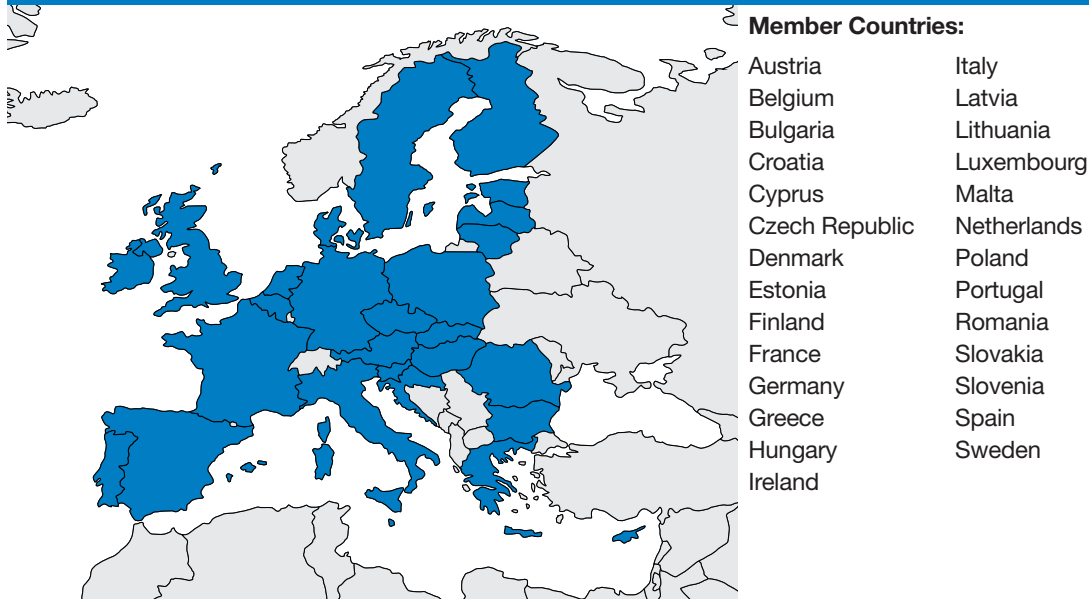 Member Countries:
Austria
Belgium
Bulgaria
Croatia
Cyprus
Czech Republic
Denmark
Estonia
Finland
France
Germany
Greece
Hungary
Ireland
Italy
Latvia
Lithuania
Luxembourg
Malta
Netherlands
Poland
Portugal
Romania
Slovakia
Slovenia
Spain
Sweden